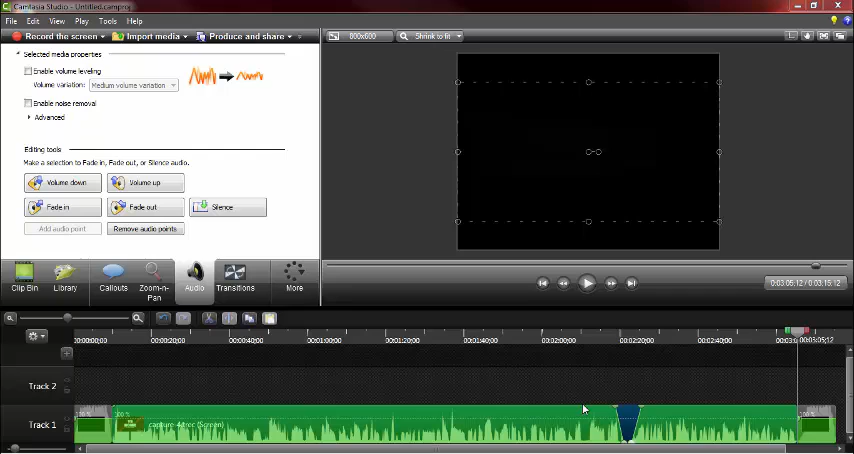 Camtasia Studio - Untitled.camproj
File Edit View Play Tools Help
Record the screen Import media Produce and share »
800x600 Shrink to fit
Selected media properties
Enable volume leveling
Volume variation: Medium volume variation
Enable noise removal
Advanced
Editing tools
Make a selection to Fade in, Fade out, or Silence audio.
Volume down Volume up
Fade in Fade out Silence
Add audio point Remove audio points
Clip Bin Library Callouts Zoom-n-Pan Audio Transitions More
0:03:05;12 / 0:03:15;12
00:00:00;00 00:00:20;00 00:00:40;00 00:01:00;00 00:01:20;00 00:01:40;00 00:02:00;00 00:02:20;00 00:02:40;00 00:03:05;12
Track 2
Track 1 100 % 100 % capture-4.trec (Screen) 100 %